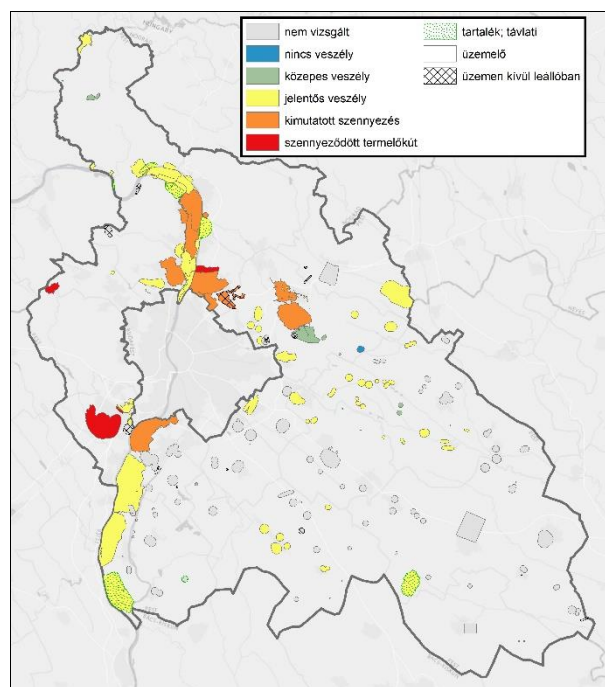 nem vizsgált
nincs veszély
közepes veszély
jelentős veszély
kimutatott szennyezés
szennyeződött termelőkút
tartalék; távlati
üzemelő
üzemen kívül leállóban